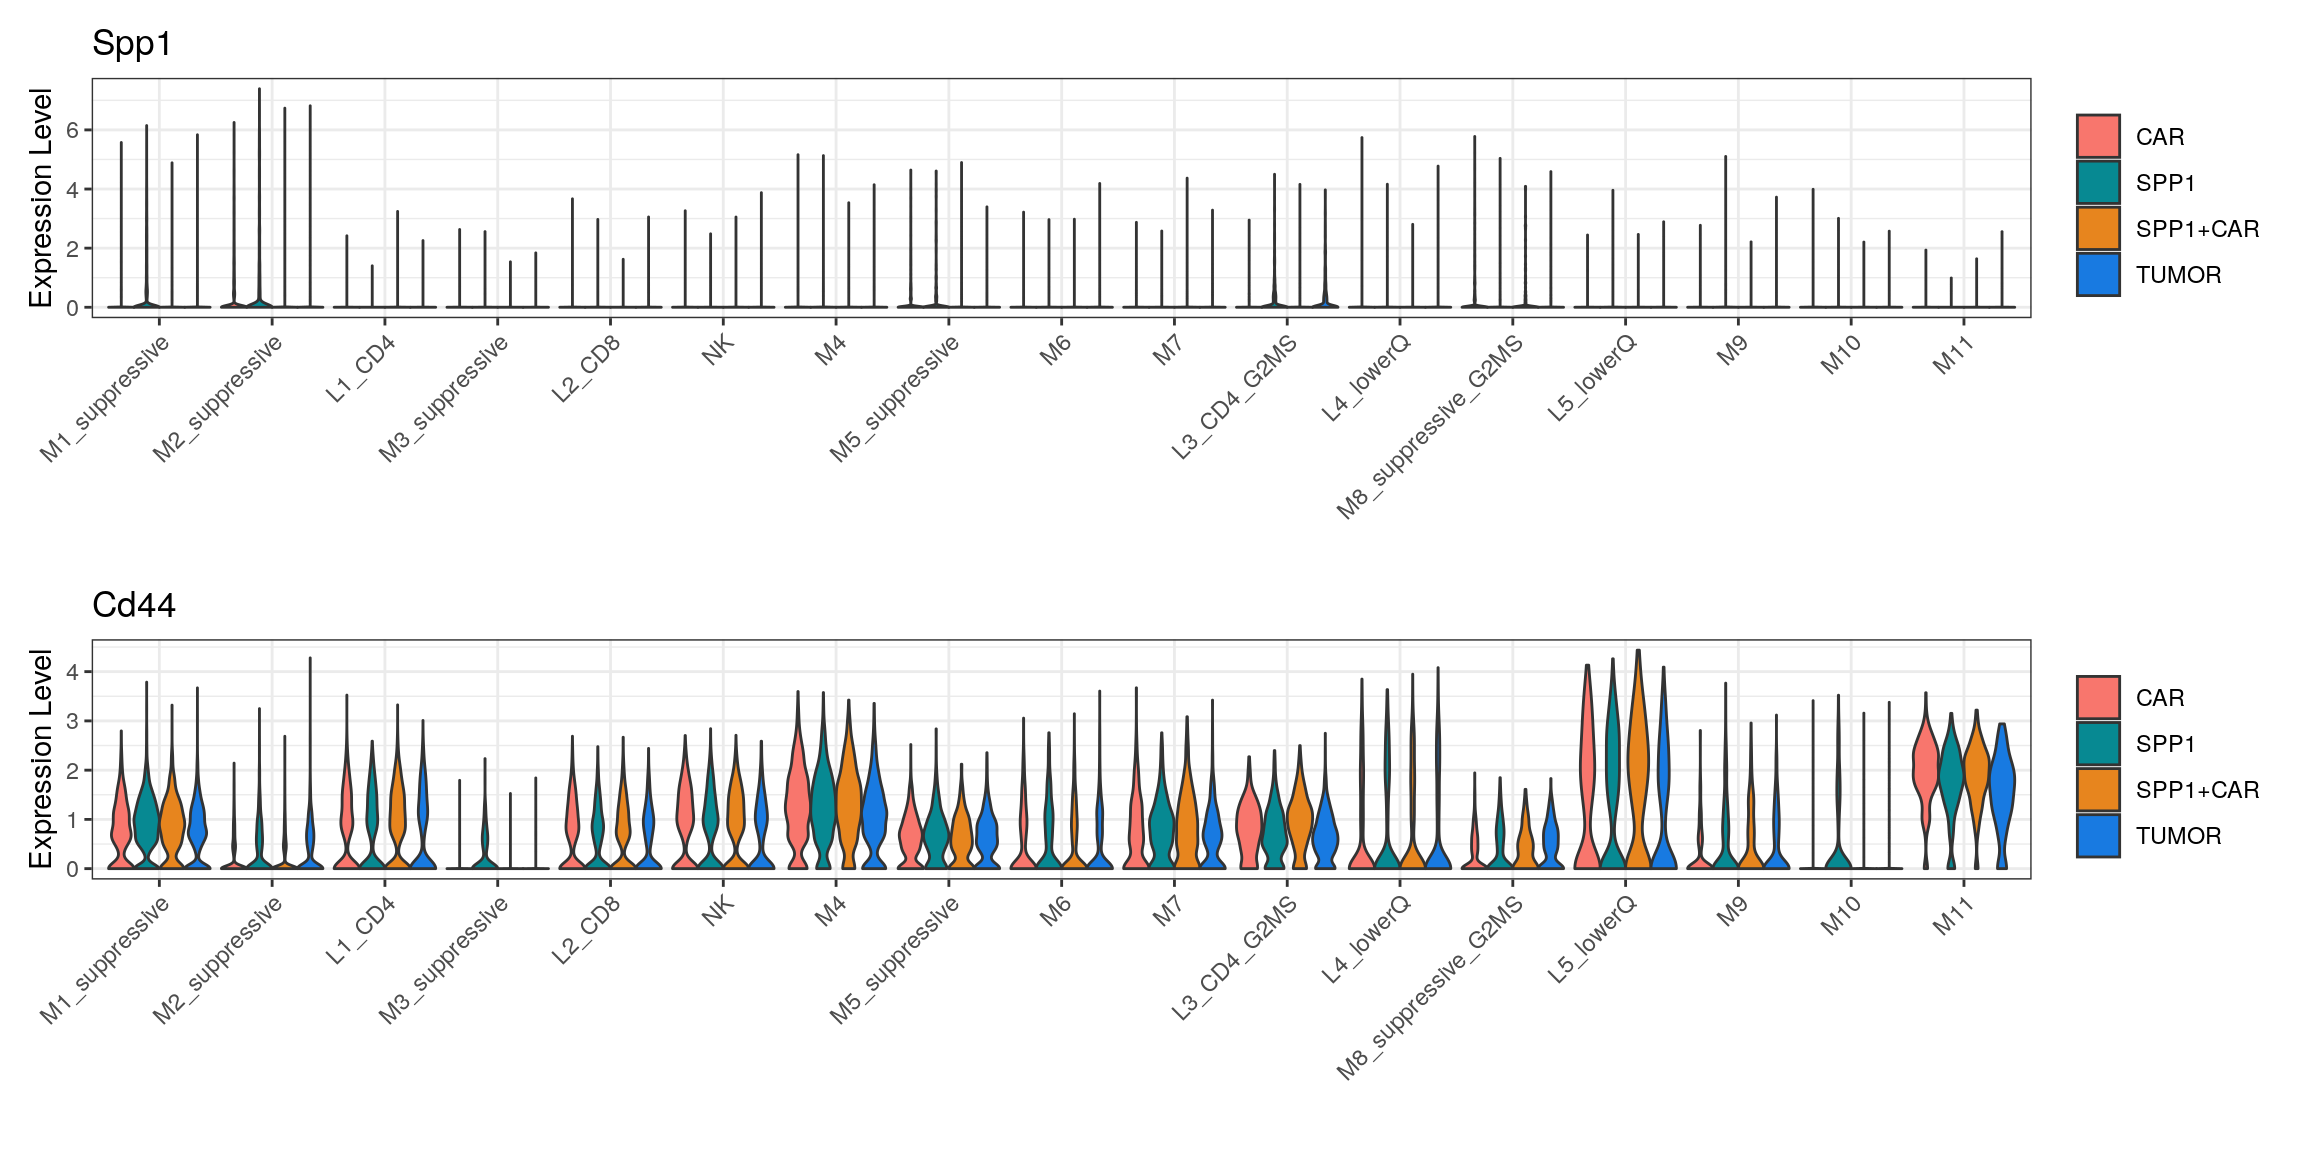 Spp1
Expression Level
6
4
2
0
M1_suppressive
M2_suppressive
L1_CD4
M3_suppressive
L2_CD8
NK
M4
M5_suppressive
M6
M7
L3_CD4_G2MS
L4_lowerQ
M8_suppressive_G2MS
L5_lowerQ
M9
M10
M11
CAR
SPP1
SPP1+CAR
TUMOR
Cd44
Expression Level
4
3
2
1
0
M1_suppressive
M2_suppressive
L1_CD4
M3_suppressive
L2_CD8
NK
M4
M5_suppressive
M6
M7
L3_CD4_G2MS
L4_lowerQ
M8_suppressive_G2MS
L5_lowerQ
M9
M10
M11
CAR
SPP1
SPP1+CAR
TUMOR